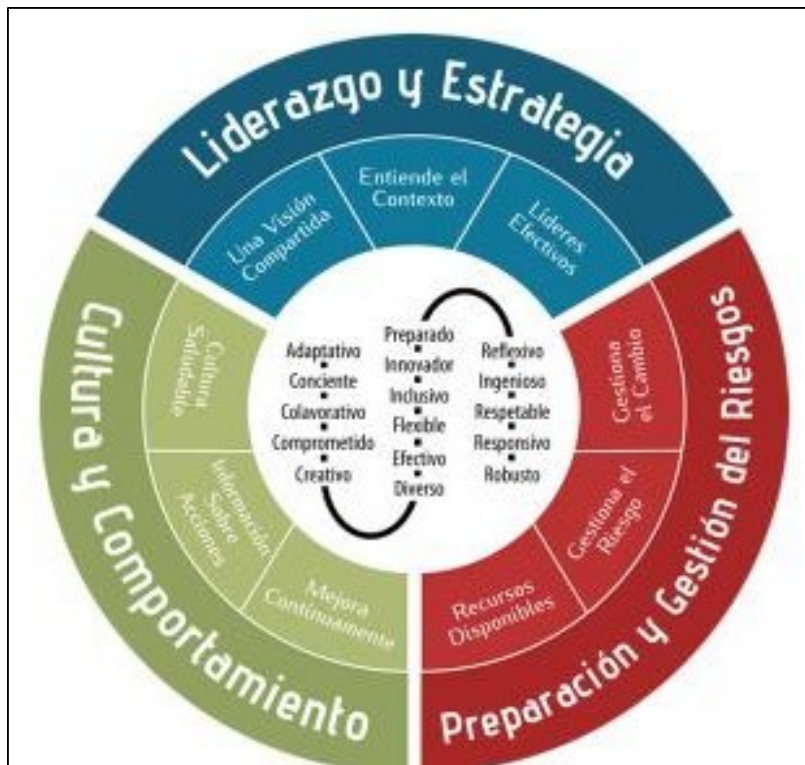 Liderazgo y Estrategia
Una Visión
Compartida
Entiende el
Contexto
Líderes
Efectivos
Cultura y Comportamiento
Cultura
Saludable
Información
Sobre
Acciones
Mejora
Continuamente
Preparación y Gestión del Riesgos
Gestiona
el Cambio
Gestiona el
Riesgo
Recursos
Disponibles
Adaptativo
Conciente
Colavorativo
Comprometido
Creativo
Preparado
Innovador
Inclusivo
Flexible
Efectivo
Diverso
Reflexivo
Ingenioso
Respetable
Responsivo
Robusto